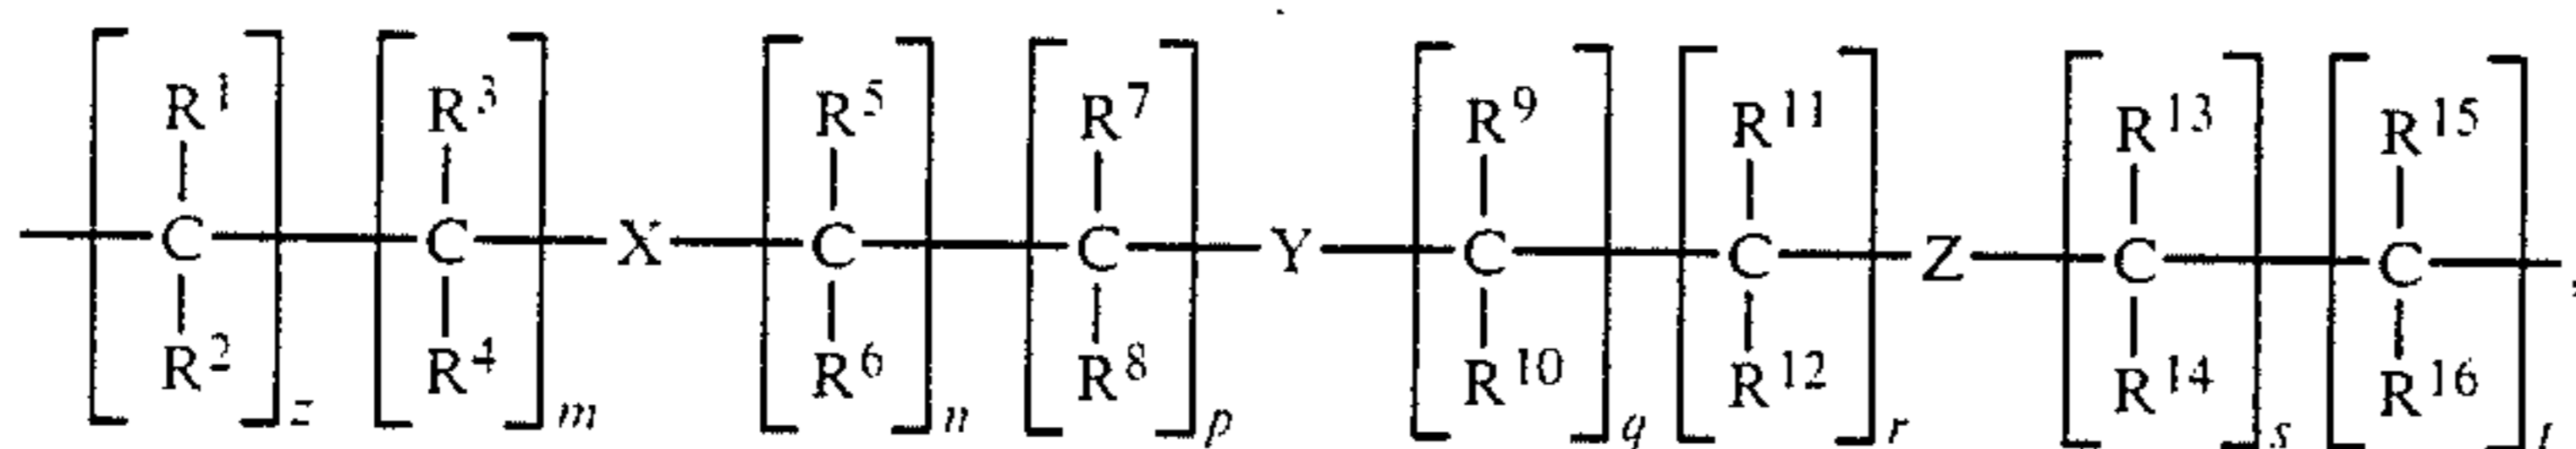 R1 R3 R5 R7 R9 R11 R13 R15
C C X C C Y C C Z C C ,
R2 R4 R6 R8 R10 R12 R14 R16
z m n p q r s t